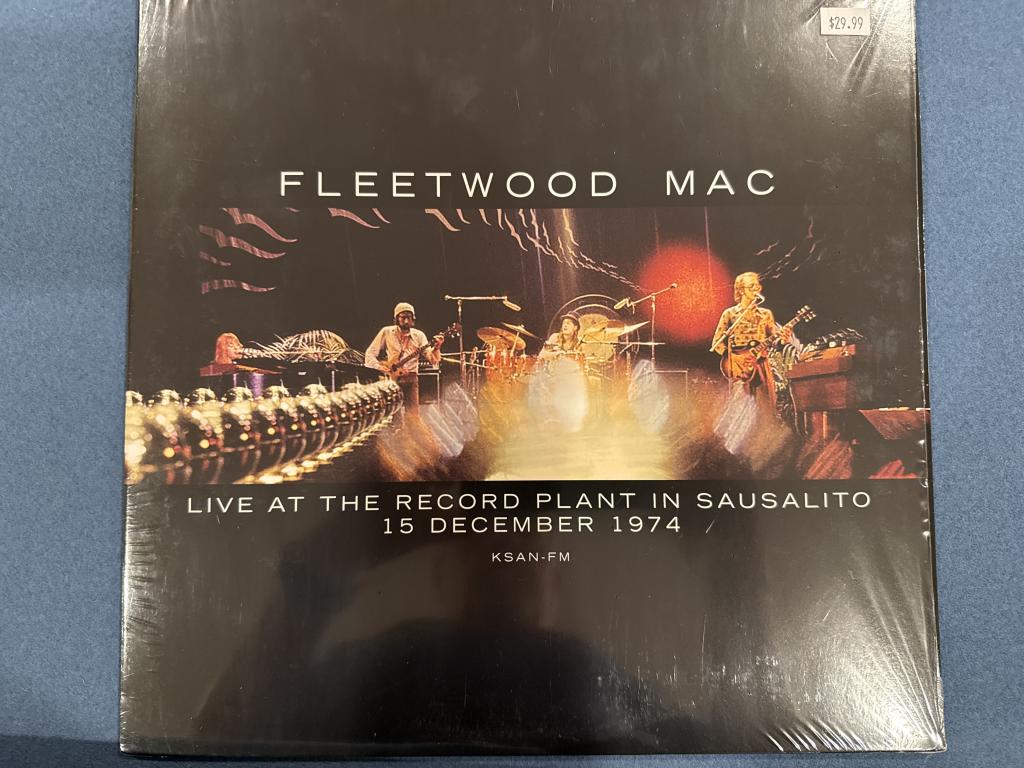 $29.99
FLEETWOOD MAC
LIVE AT THE RECORD PLANT IN SAUSALITO
15 DECEMBER 1974
KSAN-FM